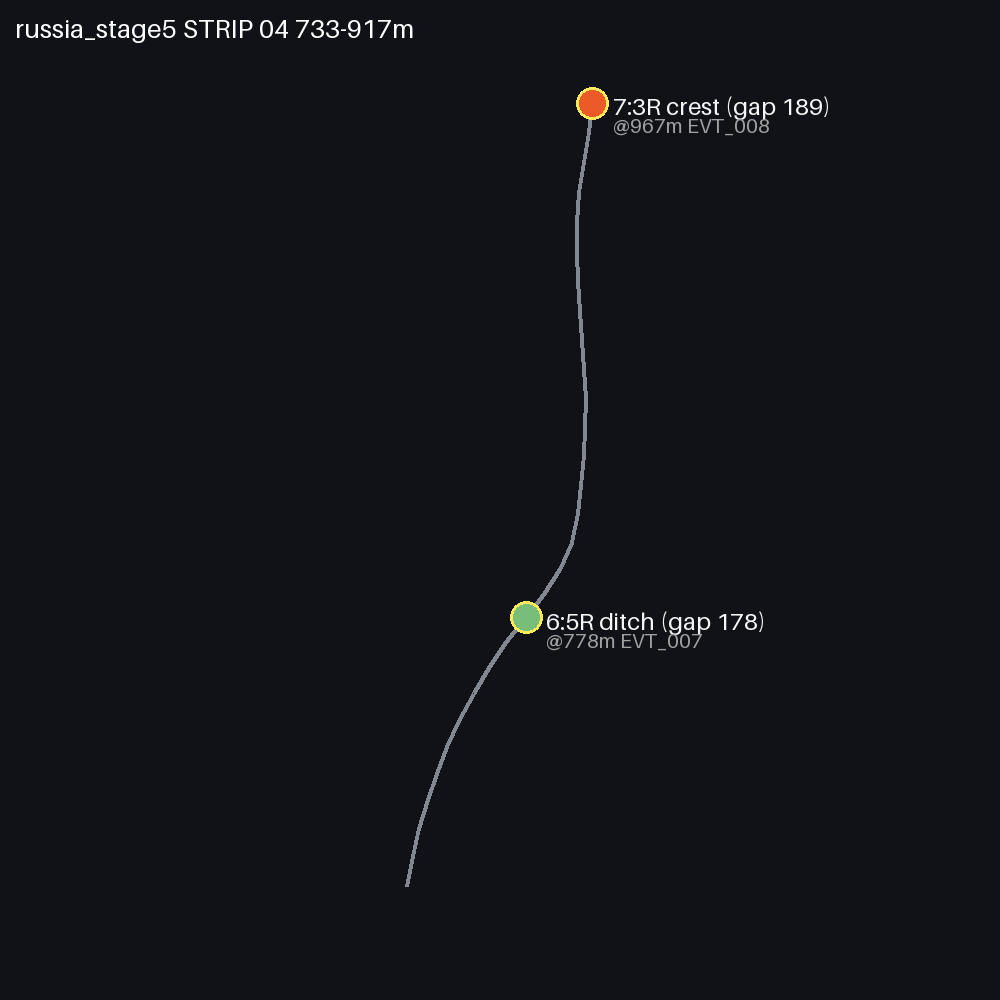 russia_stage5 STRIP 04 733-917m
7:3R crest (gap 189)
@967m EVT_008
6:5R ditch (gap 178)
@778m EVT_007